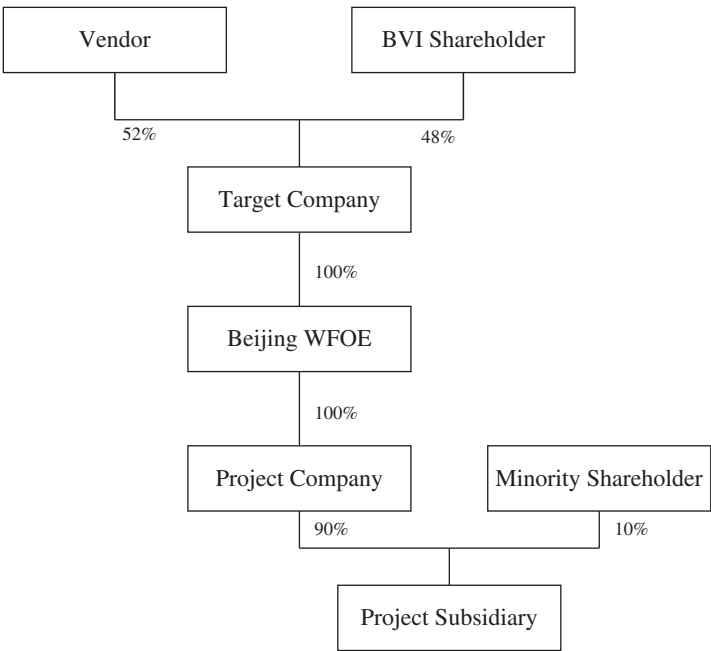 Vendor
BVI Shareholder
52%
48%
Target Company
100%
Beijing WFOE
100%
Project Company
Minority Shareholder
90%
10%
Project Subsidiary